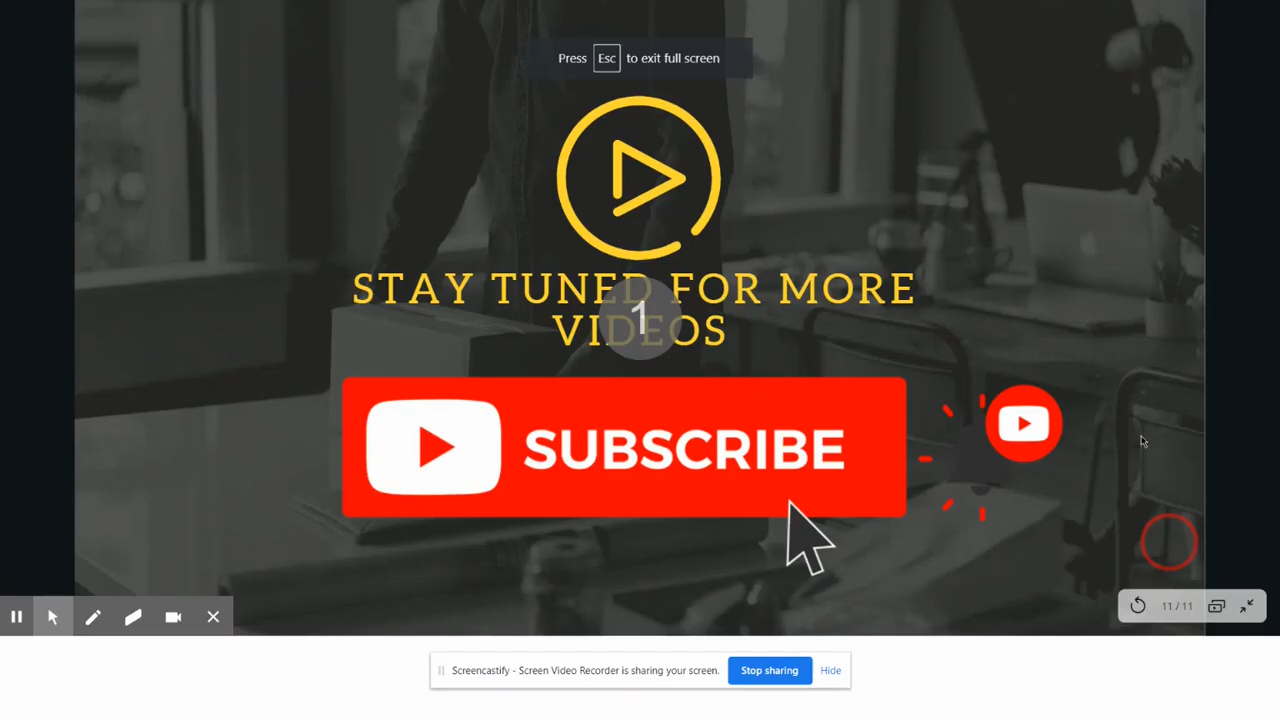 Press Esc to exit full screen
STAY TUNED FOR MORE
VIDEOS
1
SUBSCRIBE
11 / 11
Screencastify - Screen Video Recorder is sharing your screen. Stop sharing Hide